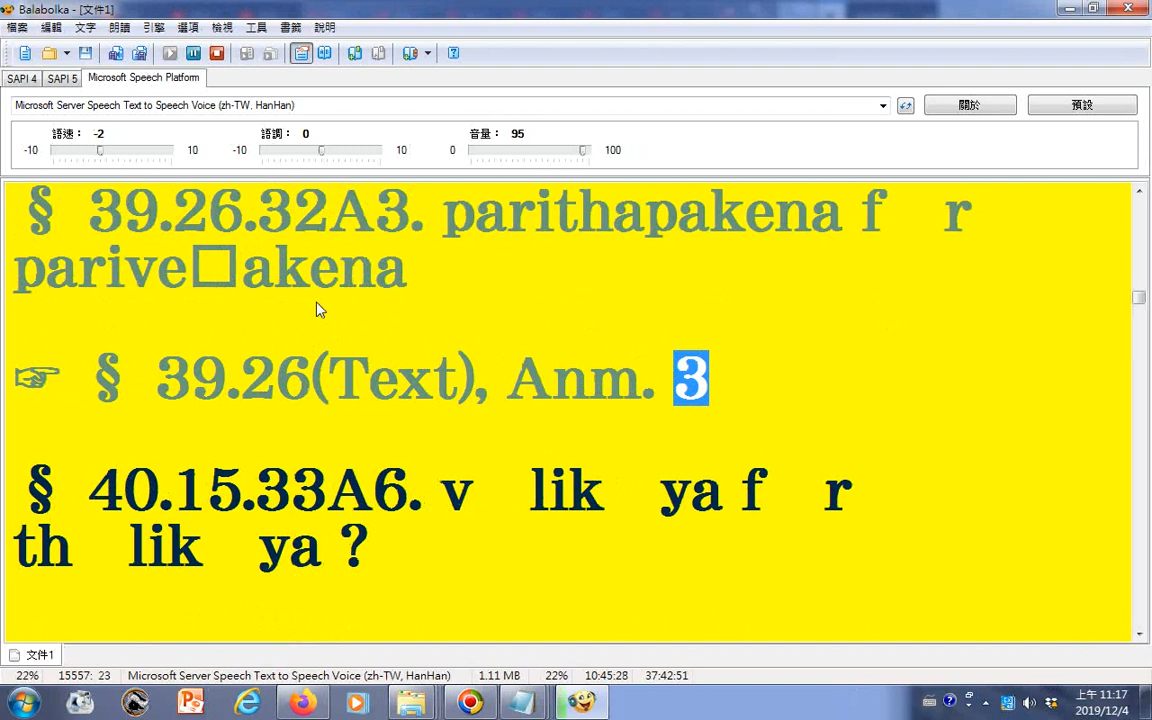 Balabolka - [文件1]
檔案 編輯 文字 朗讀 引擎 選項 檢視 工具 書籤 說明
SAPI 4 SAPI 5 Microsoft Speech Platform
Microsoft Server Speech Text to Speech Voice (zh-TW, HanHan) 關於 預設
語速： -2 語調： 0 音量： 95
-10 10 -10 10 0 100
§ 39.26.32A3. parithapakena f r
parive□akena
☞ § 39.26(Text), Anm. 3
§ 40.15.33A6. v lik ya f r
th lik ya ?
文件1
22% 15557: 23 Microsoft Server Speech Text to Speech Voice (zh-TW, HanHan) 1.11 MB 22% 10:45:28 37:42:51
上午 11:17
2019/12/4